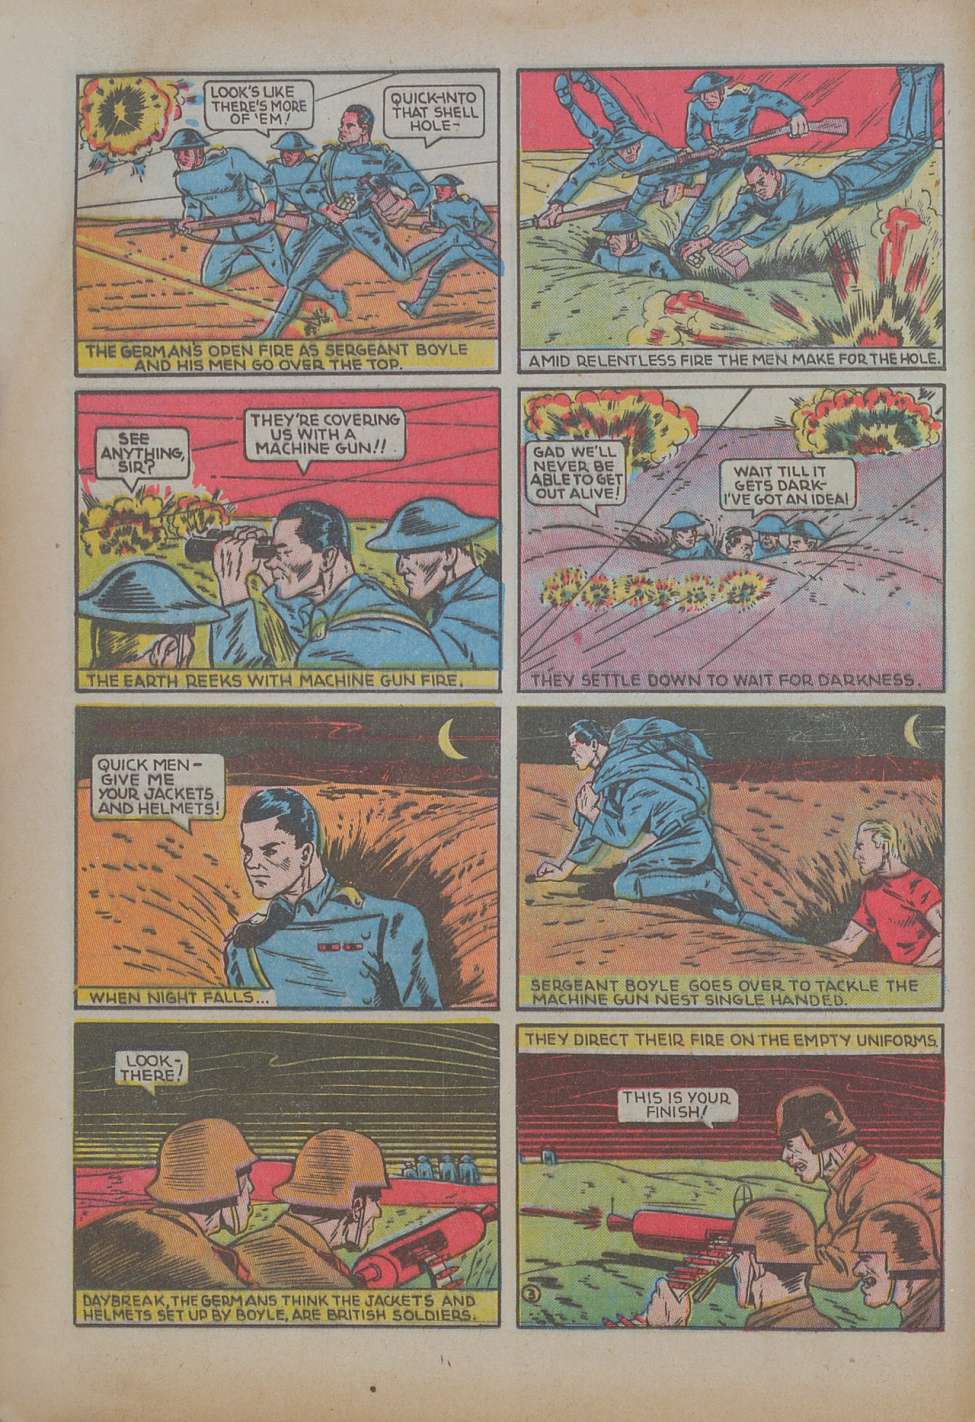 LOOK'S LIKE
THERE'S MORE
OF 'EM!
QUICK-INTO
THAT SHELL
HOLE-
THE GERMAN'S OPEN FIRE AS SERGEANT BOYLE
AND HIS MEN GO OVER THE TOP.
AMID RELENTLESS FIRE THE MEN MAKE FOR THE HOLE.
SEE
ANYTHING,
SIR?
THEY'RE COVERING
US WITH A
MACHINE GUN!!
THE EARTH REEKS WITH MACHINE GUN FIRE.
GAD WE'LL
NEVER BE
ABLE TO GET
OUT ALIVE!
WAIT TILL IT
GETS DARK-
I'VE GOT AN IDEA!
THEY SETTLE DOWN TO WAIT FOR DARKNESS.
QUICK MEN-
GIVE ME
YOUR JACKETS
AND HELMETS!
WHEN NIGHT FALLS...
SERGEANT BOYLE GOES OVER TO TACKLE THE
MACHINE GUN NEST SINGLE HANDED.
LOOK-
THERE!
DAYBREAK, THE GERMANS THINK THE JACKETS AND
HELMETS SET UP BY BOYLE, ARE BRITISH SOLDIERS.
THEY DIRECT THEIR FIRE ON THE EMPTY UNIFORMS.
THIS IS YOUR
FINISH!
3